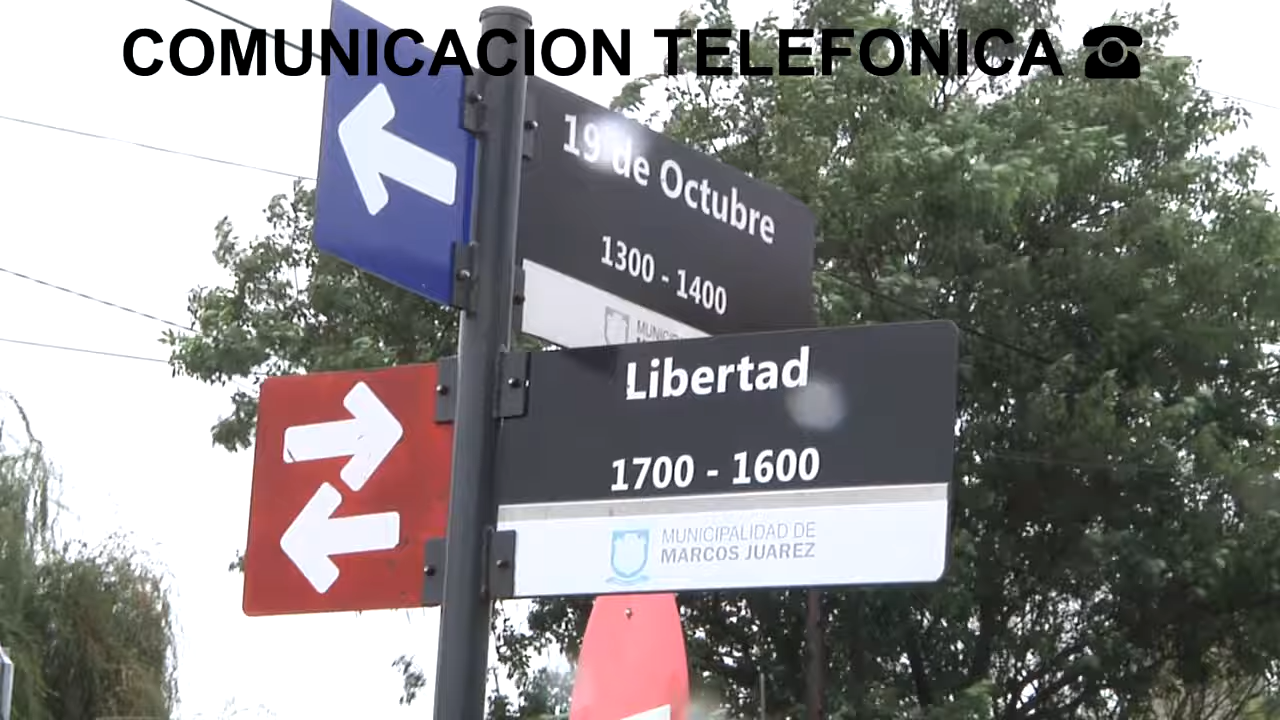 COMUNICACION TELEFONICA ☎
19 de Octubre
1300 - 1400
Libertad
1700 - 1600
MUNICIPALIDAD DE
MARCOS JUAREZ